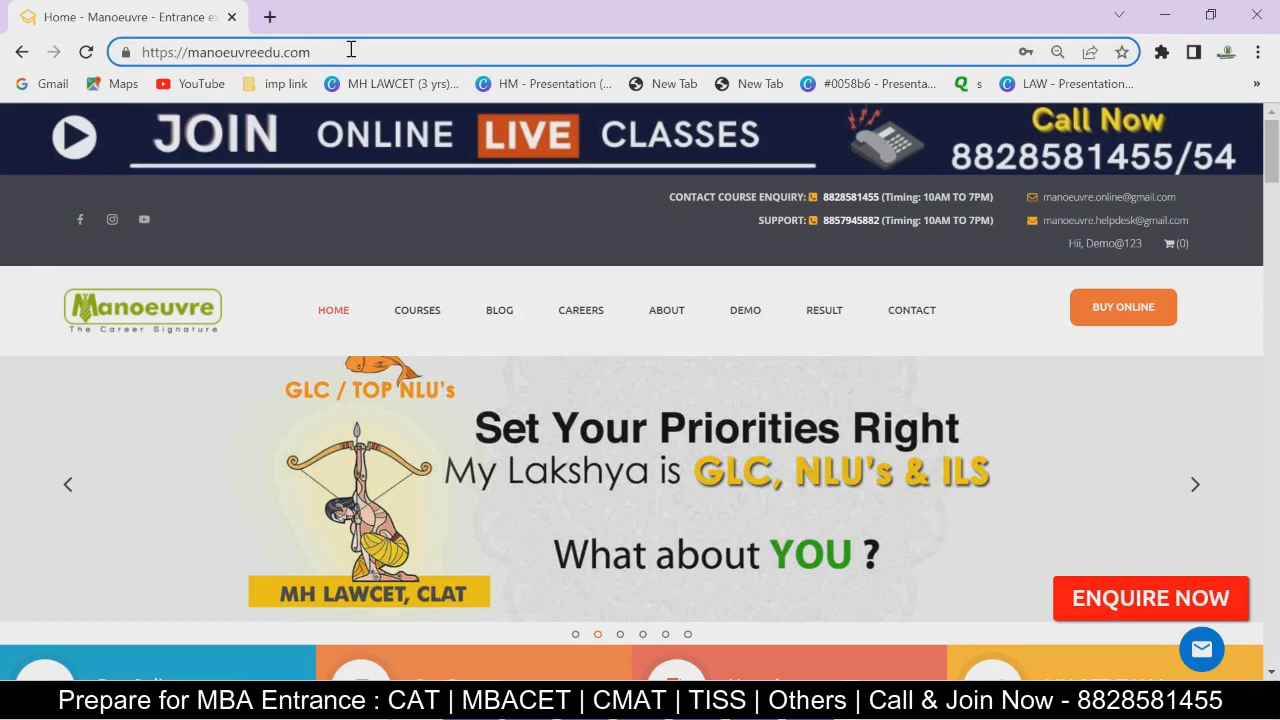 Home - Manoeuvre - Entrance ex
https://manoeuvreedu.com
Gmail
Maps
YouTube
imp link
MH LAWCET (3 yrs)...
HM - Presentation (...
New Tab
New Tab
#0058b6 - Presenta...
s
LAW - Presentation...
»
JOIN ONLINE LIVE CLASSES
Call Now
8828581455/54
CONTACT COURSE ENQUIRY: 8828581455 (Timing: 10AM TO 7PM)
manoeuvre.online@gmail.com
SUPPORT: 8857945882 (Timing: 10AM TO 7PM)
manoeuvre.helpdesk@gmail.com
Hii, Demo@123
(0)
Manoeuvre
The Career Signature
HOME
COURSES
BLOG
CAREERS
ABOUT
DEMO
RESULT
CONTACT
BUY ONLINE
GLC / TOP NLU's
Set Your Priorities Right
My Lakshya is GLC, NLU's & ILS
What about YOU ?
MH LAWCET, CLAT
ENQUIRE NOW
Prepare for MBA Entrance : CAT | MBACET | CMAT | TISS | Others | Call & Join Now - 8828581455